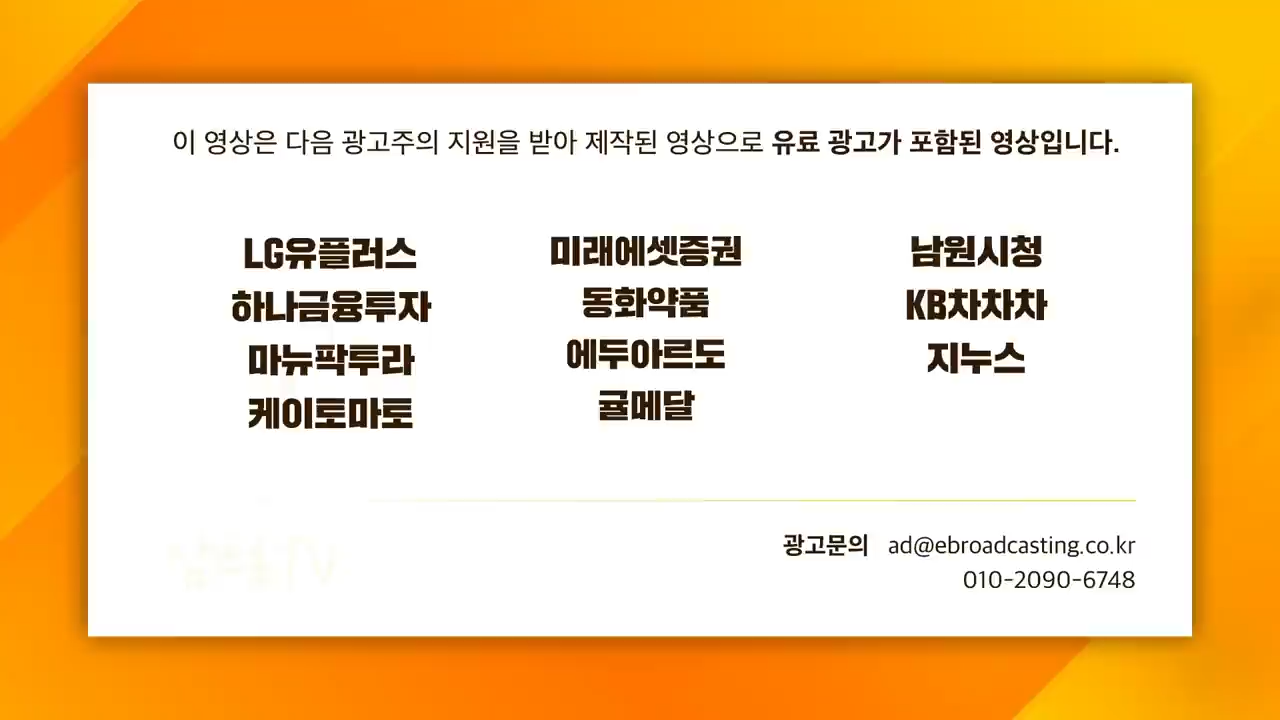 이 영상은 다음 광고주의 지원을 받아 제작된 영상으로 유료 광고가 포함된 영상입니다.
LG유플러스
하나금융투자
마뉴팍투라
케이토마토
미래에셋증권
동화약품
에두아르도
귤메달
남원시청
KB차차차
지누스
광고문의 ad@ebroadcasting.co.kr
010-2090-6748